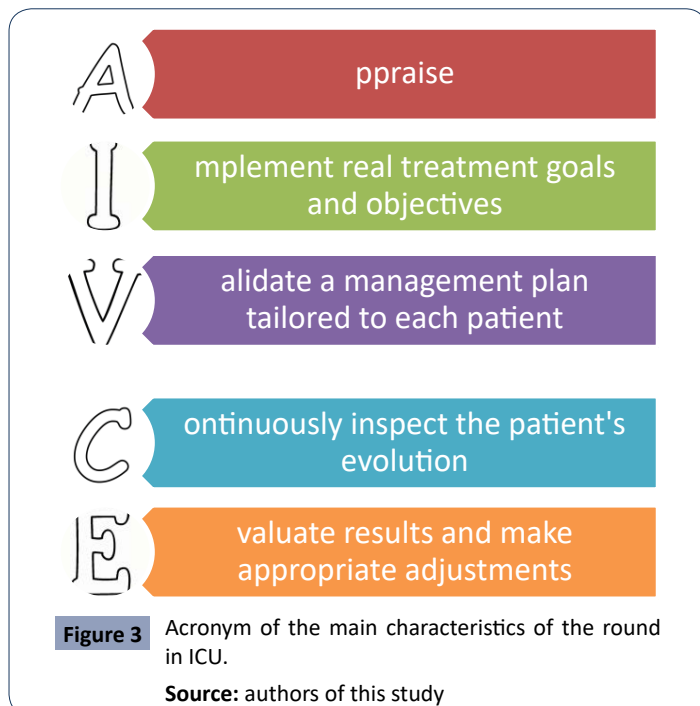 A ppraise
I mplement real treatment goals
and objectives
V alidate a management plan
tailored to each patient
C ontinuously inspect the patient's
evolution
E valuate results and make
appropriate adjustments
Figure 3 Acronym of the main characteristics of the round
in ICU.
Source: authors of this study